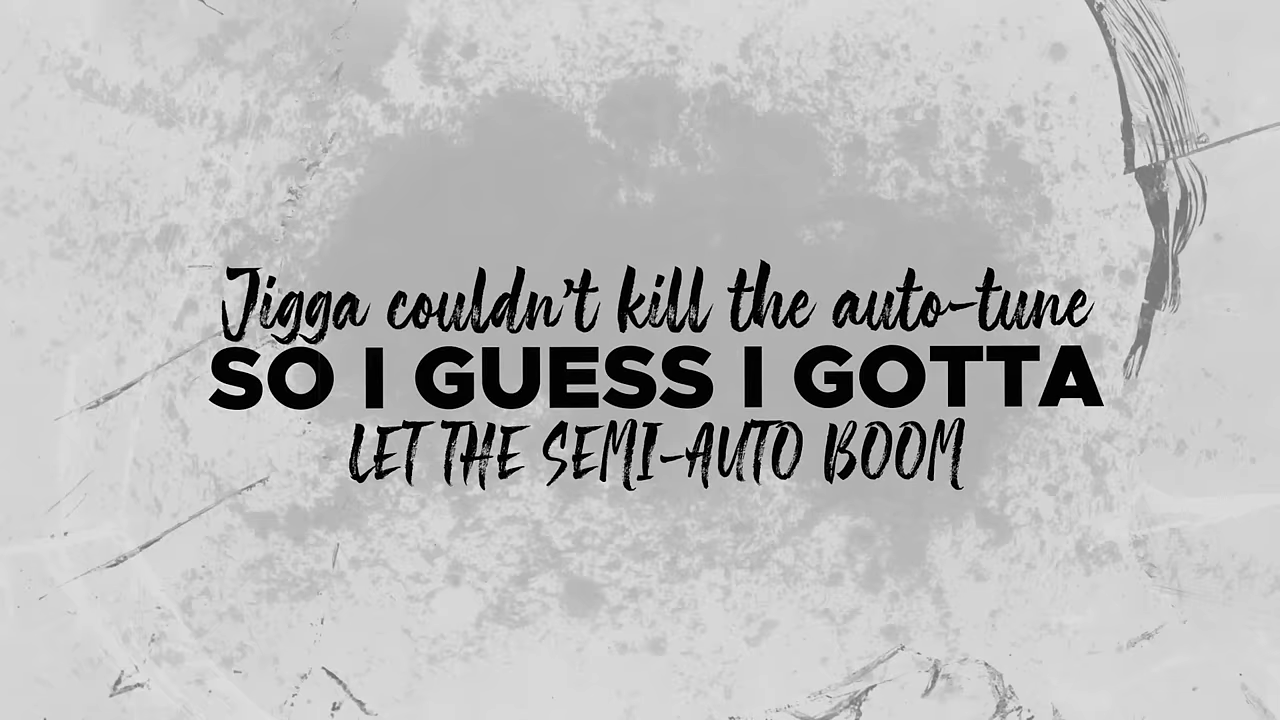 Jigga couldn't kill the auto-tune
SO I GUESS I GOTTA
LET THE SEMI-AUTO BOOM